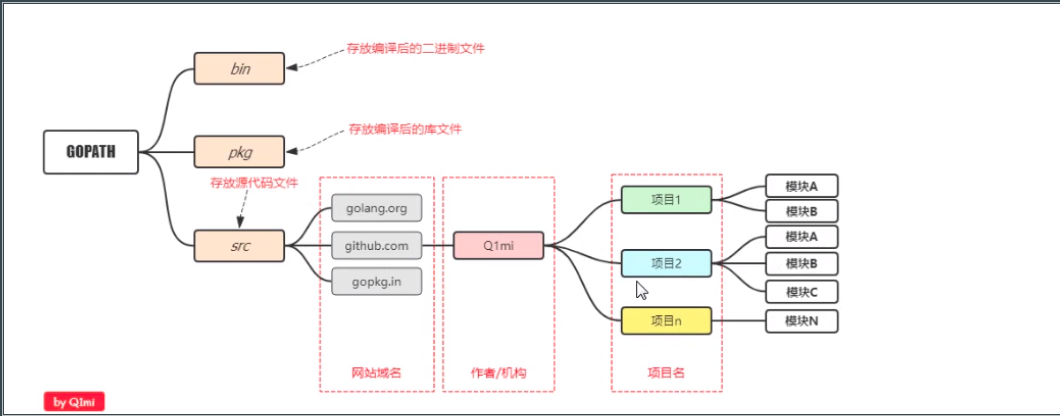 存放编译后的二进制文件
bin
存放编译后的库文件
GOPATH
pkg
存放源代码文件
src
golang.org
github.com
gopkg.in
网站域名
Q1mi
作者/机构
项目1
项目2
项目n
项目名
模块A
模块B
模块A
模块B
模块C
模块N
by Q1mi